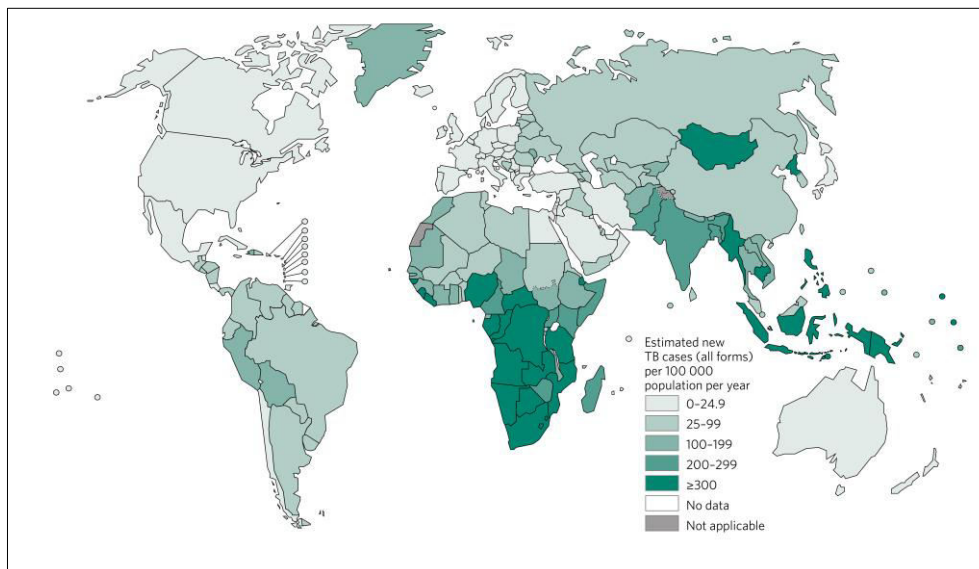 Estimated new
TB cases (all forms)
per 100 000
population per year
0–24.9
25–99
100–199
200–299
≥300
No data
Not applicable